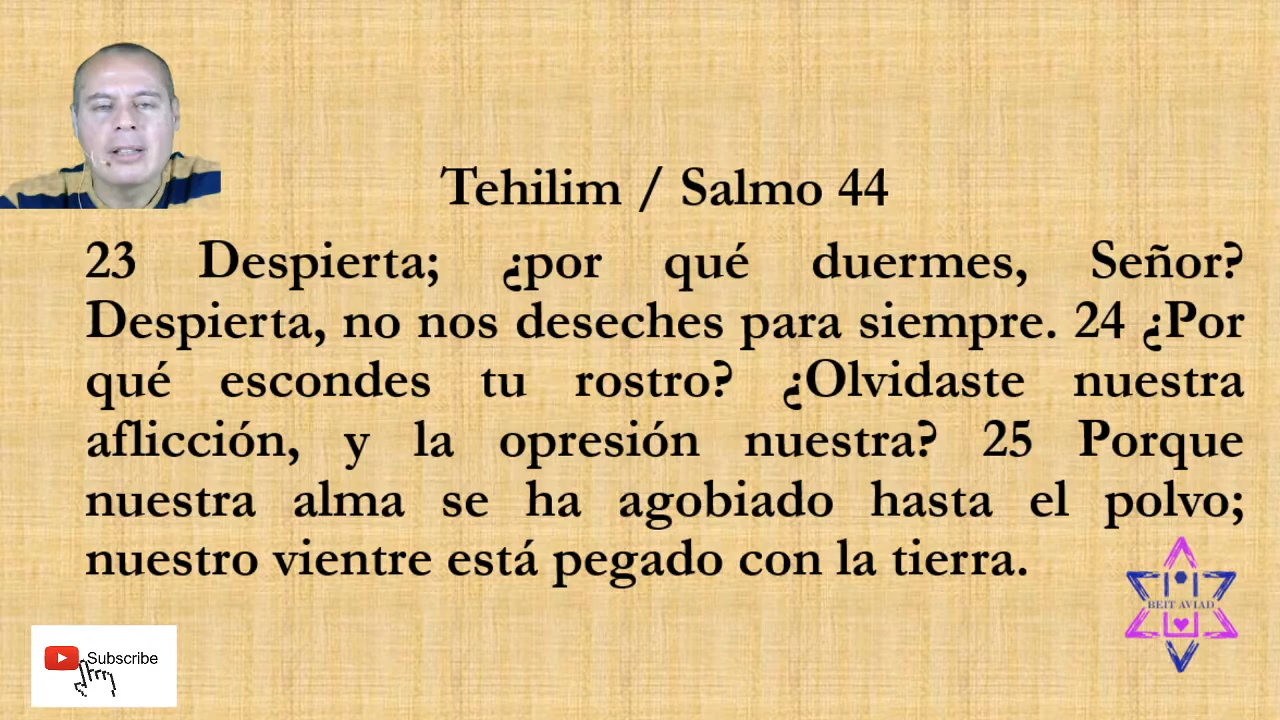 Tehilim / Salmo 44
23 Despierta; ¿por qué duermes, Señor?
Despierta, no nos deseches para siempre. 24 ¿Por
qué escondes tu rostro? ¿Olvidaste nuestra
aflicción, y la opresión nuestra? 25 Porque
nuestra alma se ha agobiado hasta el polvo;
nuestro vientre está pegado con la tierra.
BEIT AVIAD
Subscribe